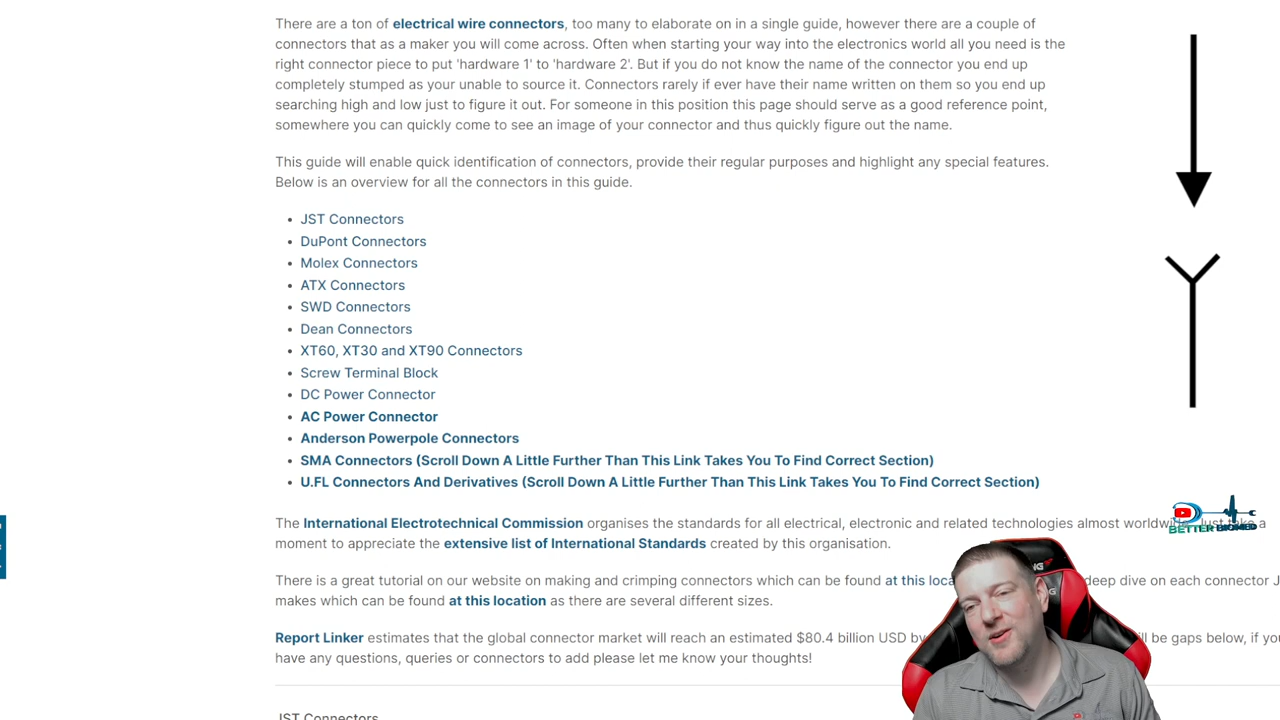 There are a ton of electrical wire connectors, too many to elaborate on in a single guide, however there are a couple of
connectors that as a maker you will come across. Often when starting your way into the electronics world all you need is the
right connector piece to put 'hardware 1' to 'hardware 2'. But if you do not know the name of the connector you end up
completely stumped as your unable to source it. Connectors rarely if ever have their name written on them so you end up
searching high and low just to figure it out. For someone in this position this page should serve as a good reference point,
somewhere you can quickly come to see an image of your connector and thus quickly figure out the name.
This guide will enable quick identification of connectors, provide their regular purposes and highlight any special features.
Below is an overview for all the connectors in this guide.
JST Connectors
DuPont Connectors
Molex Connectors
ATX Connectors
SWD Connectors
Dean Connectors
XT60, XT30 and XT90 Connectors
Screw Terminal Block
DC Power Connector
AC Power Connector
Anderson Powerpole Connectors
SMA Connectors (Scroll Down A Little Further Than This Link Takes You To Find Correct Section)
U.FL Connectors And Derivatives (Scroll Down A Little Further Than This Link Takes You To Find Correct Section)
The International Electrotechnical Commission organises the standards for all electrical, electronic and related technologies almost worldwide. Just take a
moment to appreciate the extensive list of International Standards created by this organisation.
BETTER BIOMED
There is a great tutorial on our website on making and crimping connectors which can be found at this loca deep dive on each connector J
makes which can be found at this location as there are several different sizes.
Report Linker estimates that the global connector market will reach an estimated $80.4 billion USD by ll be gaps below, if you
have any questions, queries or connectors to add please let me know your thoughts!
JST Connectors